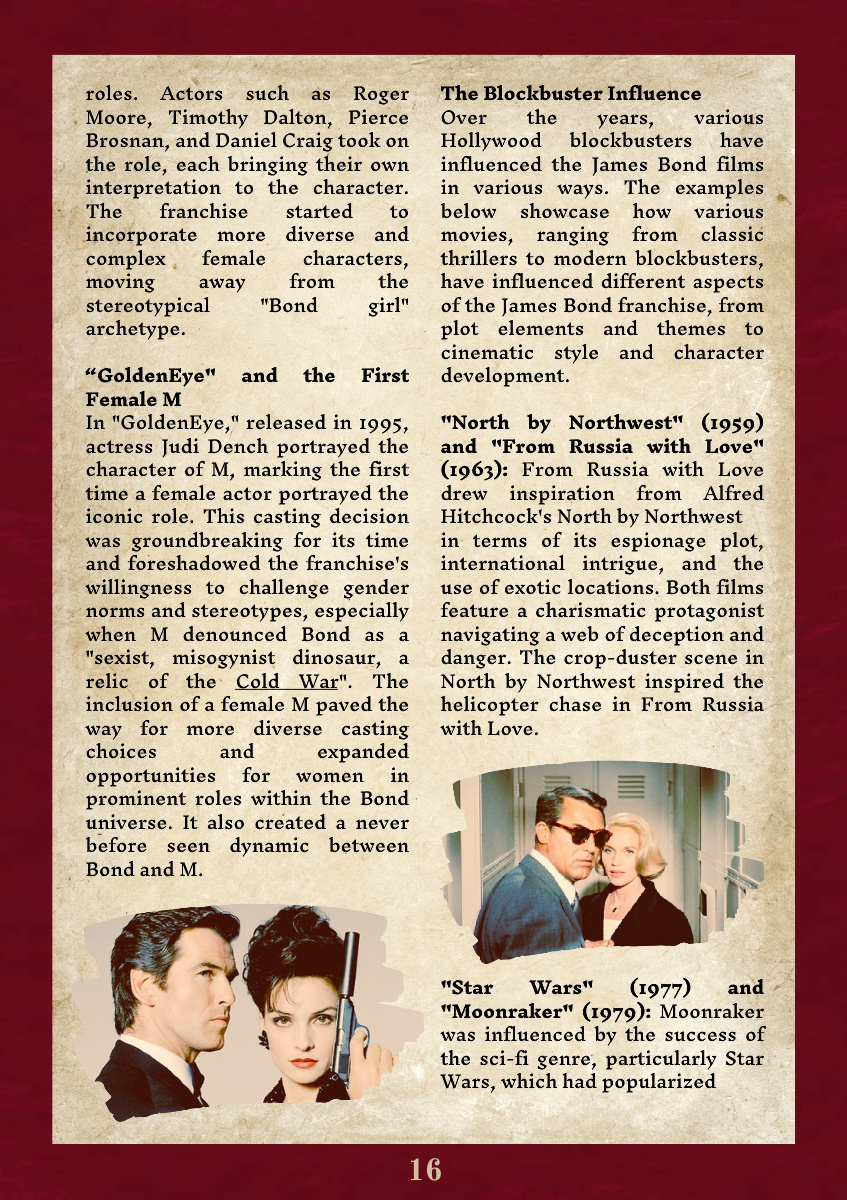 roles. Actors such as Roger
Moore, Timothy Dalton, Pierce
Brosnan, and Daniel Craig took on
the role, each bringing their own
interpretation to the character.
The franchise started to
incorporate more diverse and
complex female characters,
moving away from the
stereotypical "Bond girl"
archetype.
“GoldenEye" and the First
Female M
In "GoldenEye," released in 1995,
actress Judi Dench portrayed the
character of M, marking the first
time a female actor portrayed the
iconic role. This casting decision
was groundbreaking for its time
and foreshadowed the franchise's
willingness to challenge gender
norms and stereotypes, especially
when M denounced Bond as a
"sexist, misogynist dinosaur, a
relic of the Cold War". The
inclusion of a female M paved the
way for more diverse casting
choices and expanded
opportunities for women in
prominent roles within the Bond
universe. It also created a never
before seen dynamic between
Bond and M.
The Blockbuster Influence
Over the years, various
Hollywood blockbusters have
influenced the James Bond films
in various ways. The examples
below showcase how various
movies, ranging from classic
thrillers to modern blockbusters,
have influenced different aspects
of the James Bond franchise, from
plot elements and themes to
cinematic style and character
development.
"North by Northwest" (1959)
and "From Russia with Love"
(1963): From Russia with Love
drew inspiration from Alfred
Hitchcock's North by Northwest
in terms of its espionage plot,
international intrigue, and the
use of exotic locations. Both films
feature a charismatic protagonist
navigating a web of deception and
danger. The crop-duster scene in
North by Northwest inspired the
helicopter chase in From Russia
with Love.
"Star Wars" (1977) and
"Moonraker" (1979): Moonraker
was influenced by the success of
the sci-fi genre, particularly Star
Wars, which had popularized
16